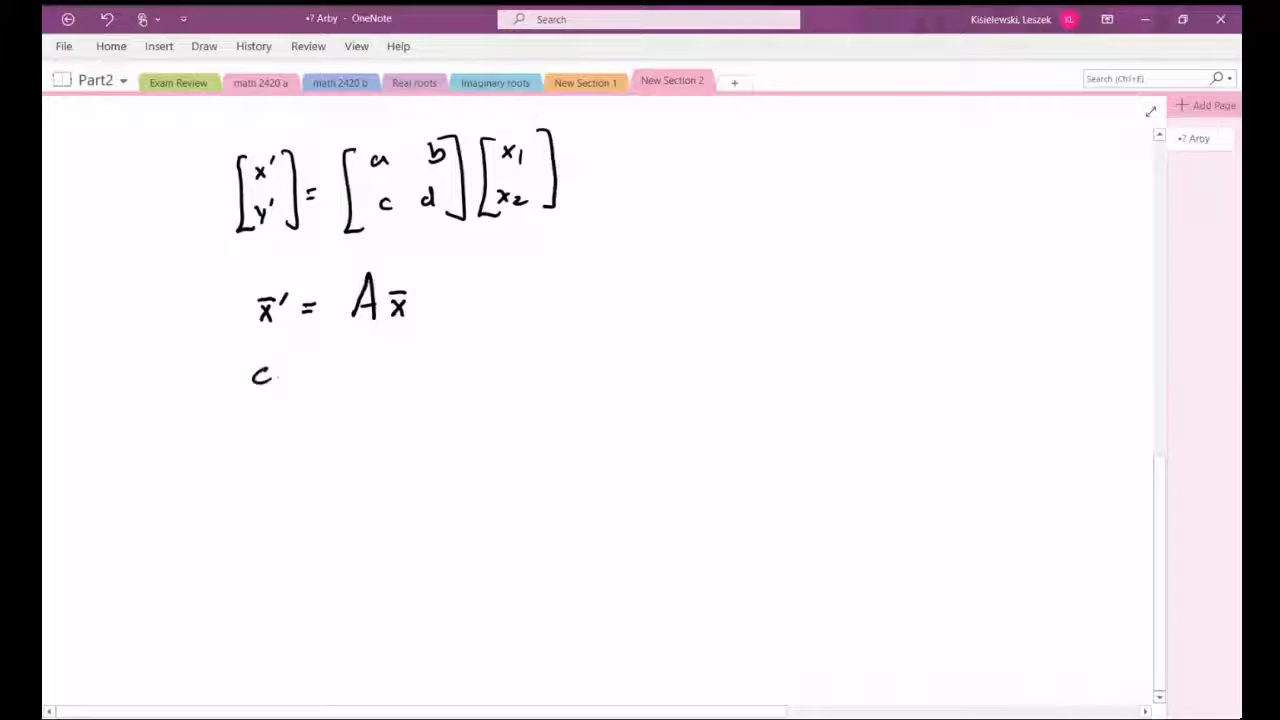 •? Arby - OneNote
Search
Kisielewski, Leszek KL
File Home Insert Draw History Review View Help
Part2 Exam Review math 2420 a math 2420 b Real roots Imaginary roots New Section 1 New Section 2 + Search (Ctrl+E)
+ Add Page
•? Arby
[x' y'] = [a b c d] [x₁ x₂]
x̄' = A x̄
c